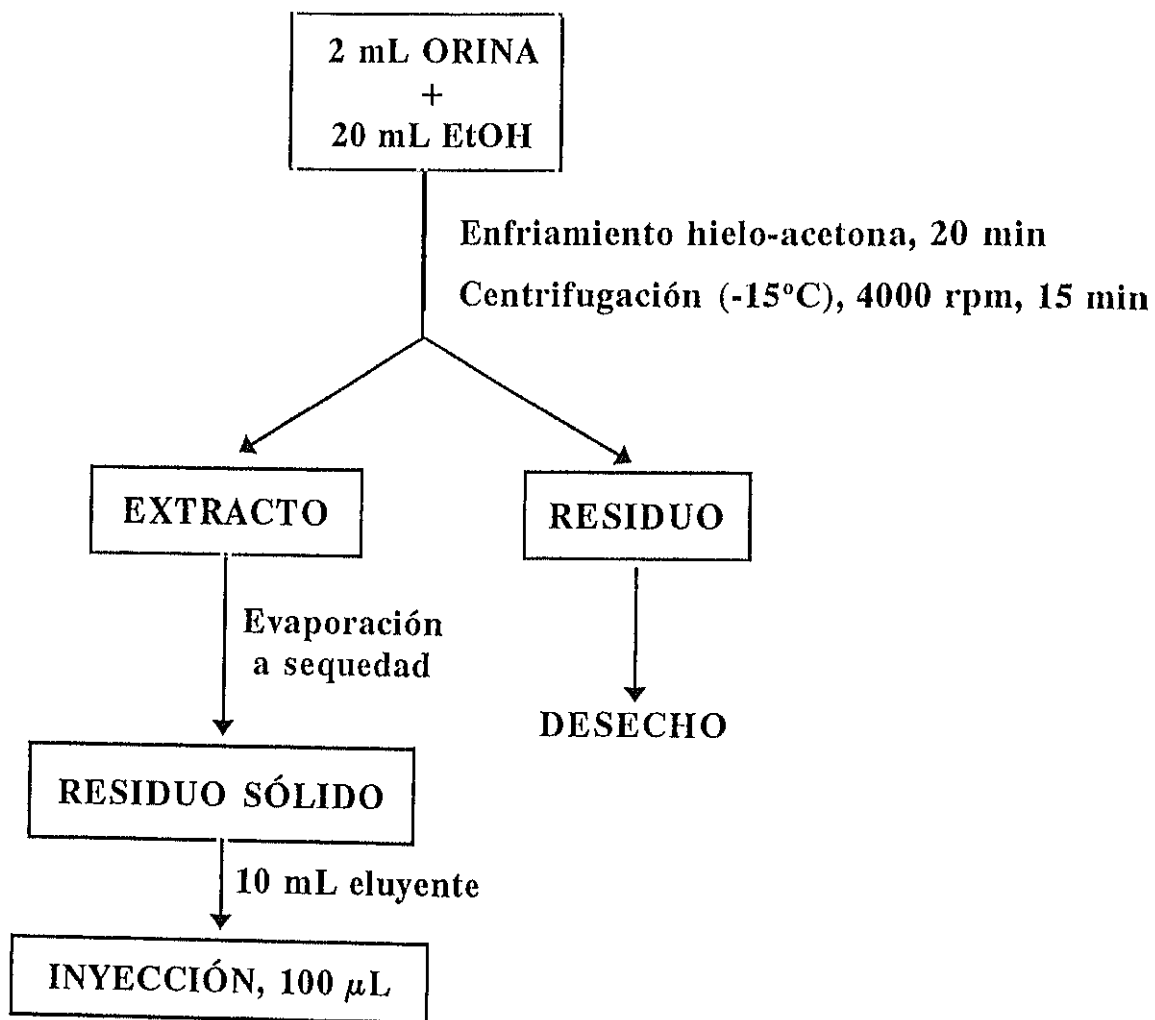 2 mL ORINA
+
20 mL EtOH
Enfriamiento hielo-acetona, 20 min
Centrifugación (-15ºC), 4000 rpm, 15 min
EXTRACTO
RESIDUO
Evaporación
a sequedad
DESECHO
RESIDUO SÓLIDO
10 mL eluyente
INYECCIÓN, 100 μL